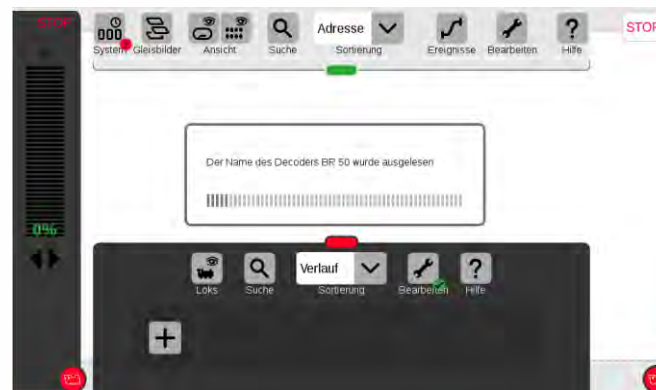 STOP
System
Gleisbilder
Ansicht
Suche
Adresse
Sortierung
Ereignisse
Bearbeiten
Hilfe
STOP
Der Name des Decoders BR 50 wurde ausgelesen
0%
Loks
Suche
Verlauf
Sortierung
Bearbeiten
Hilfe